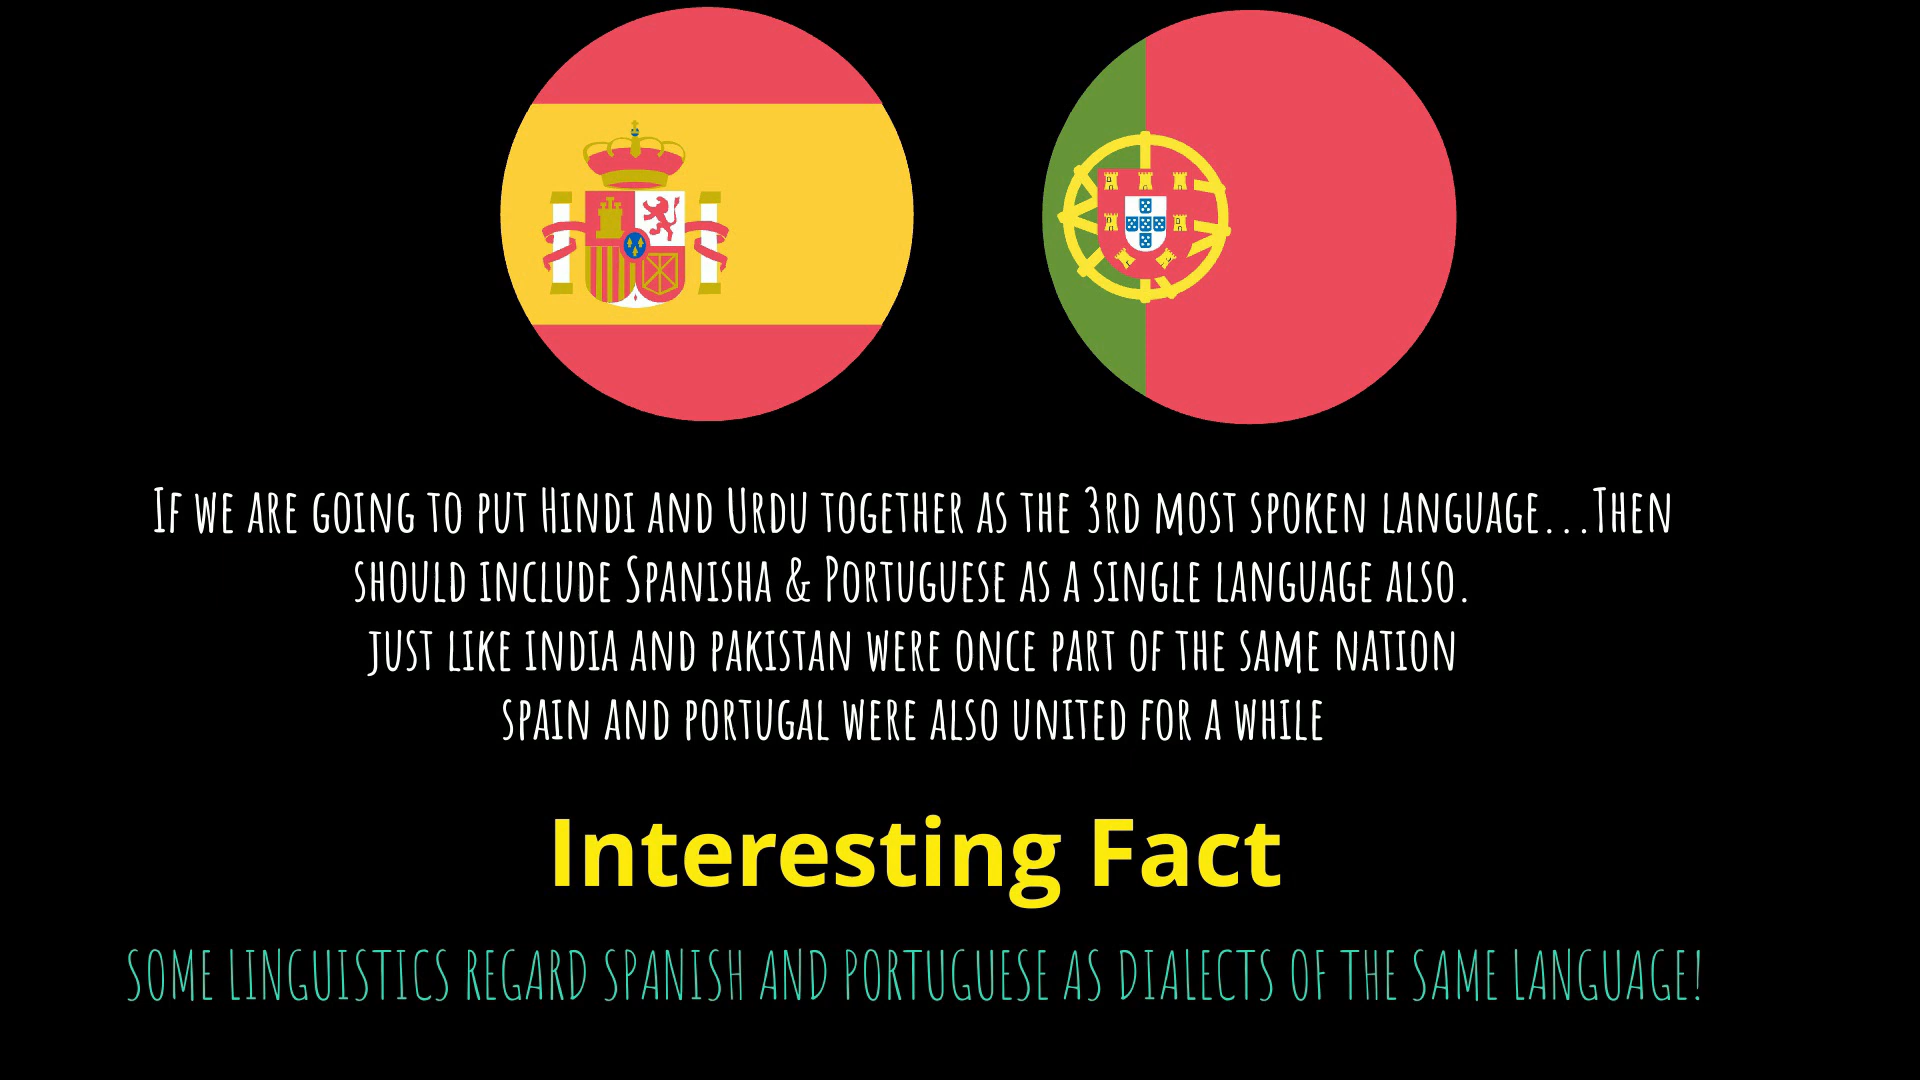 If we are going to put Hindi and Urdu together as the 3rd most spoken language...Then
should include Spanisha & Portuguese as a single language also.
just like india and pakistan were once part of the same nation
spain and portugal were also united for a while
Interesting Fact
SOME LINGUISTICS REGARD SPANISH AND PORTUGUESE AS DIALECTS OF THE SAME LANGUAGE!